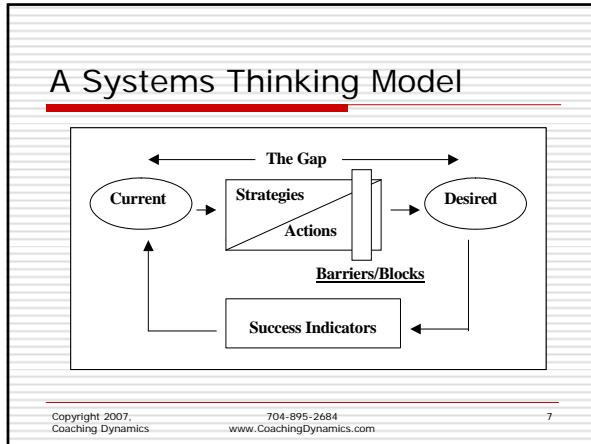 A Systems Thinking Model
The Gap
Current
Strategies
Actions
Desired
Barriers/Blocks
Success Indicators
Copyright 2007,
Coaching Dynamics
704-895-2684
www.CoachingDynamics.com
7